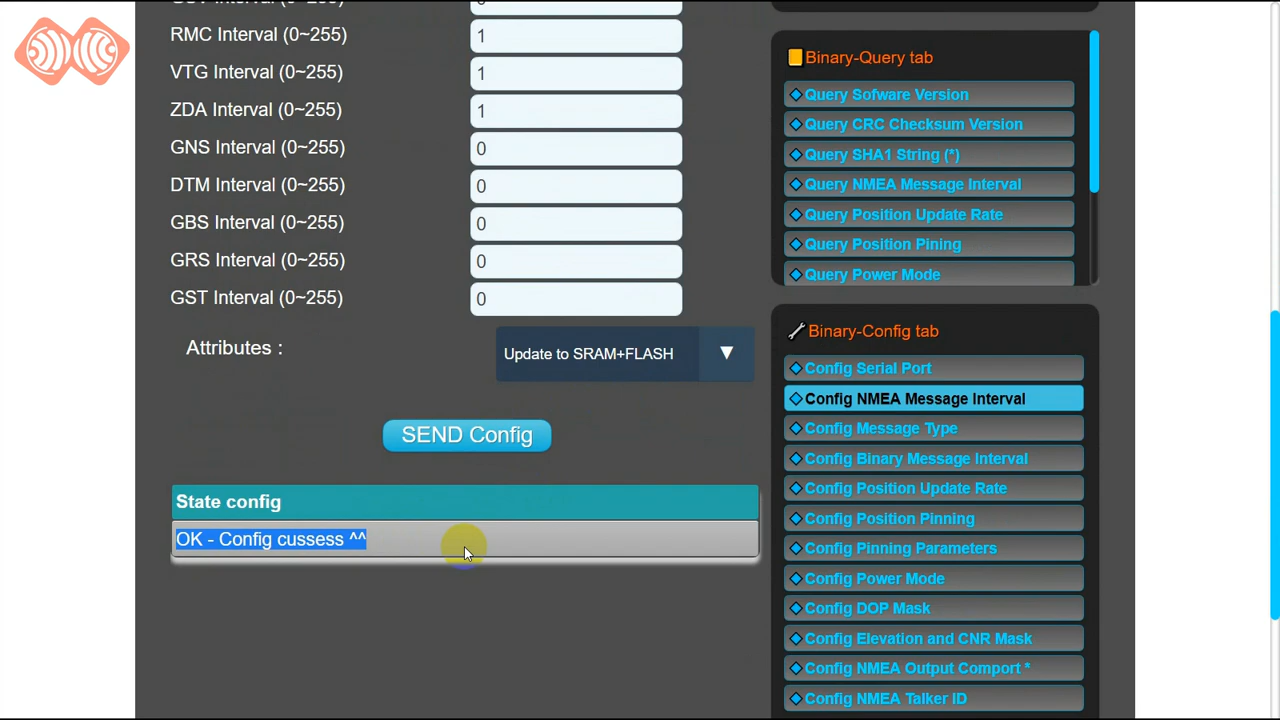 RMC Interval (0~255)
1
VTG Interval (0~255)
1
ZDA Interval (0~255)
1
GNS Interval (0~255)
0
DTM Interval (0~255)
0
GBS Interval (0~255)
0
GRS Interval (0~255)
0
GST Interval (0~255)
0
Attributes :
Update to SRAM+FLASH
SEND Config
State config
OK - Config cussess ^^
Binary-Query tab
Query Sofware Version
Query CRC Checksum Version
Query SHA1 String (*)
Query NMEA Message Interval
Query Position Update Rate
Query Position Pining
Query Power Mode
Binary-Config tab
Config Serial Port
Config NMEA Message Interval
Config Message Type
Config Binary Message Interval
Config Position Update Rate
Config Position Pinning
Config Pinning Parameters
Config Power Mode
Config DOP Mask
Config Elevation and CNR Mask
Config NMEA Output Comport *
Config NMEA Talker ID